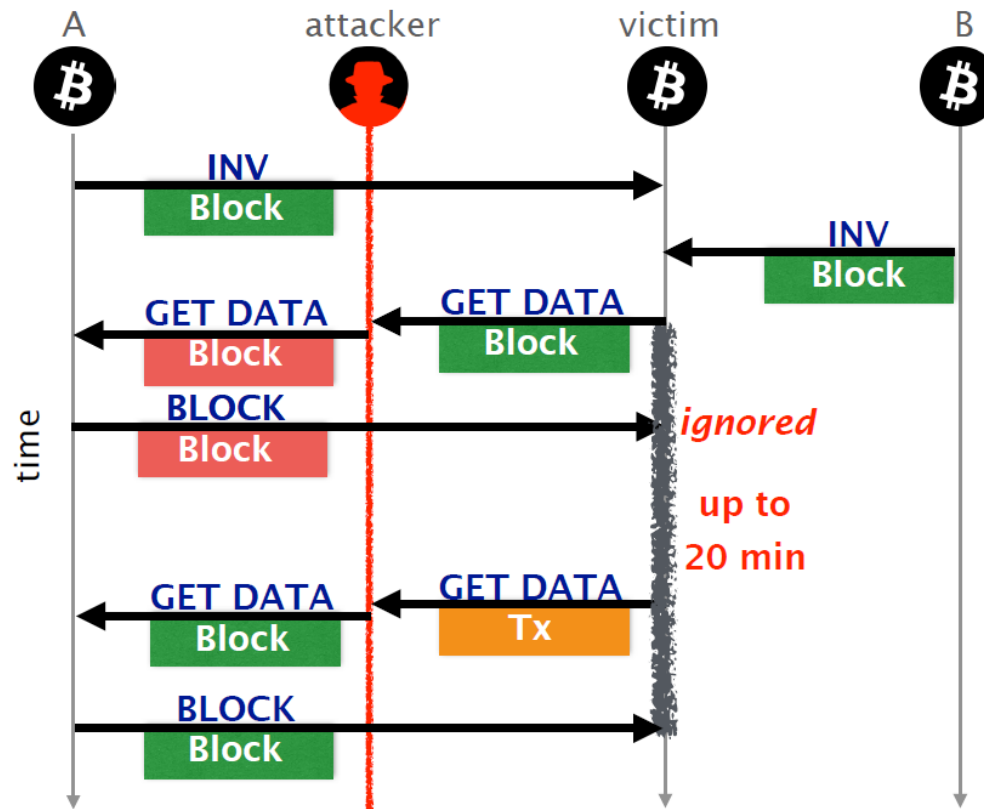 A
attacker
victim
B
INV
Block
INV
Block
GET DATA
Block
GET DATA
Block
BLOCK
Block
ignored
up to
20 min
time
GET DATA
Tx
GET DATA
Block
BLOCK
Block